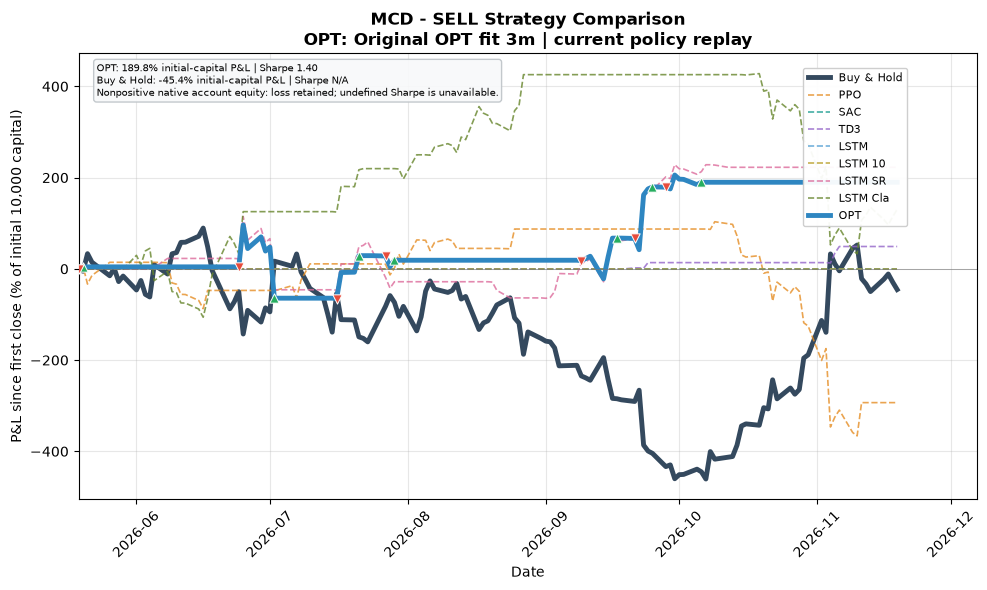 MCD - SELL Strategy Comparison
OPT: Original OPT fit 3m | current policy replay
OPT: 189.8% initial-capital P&L | Sharpe 1.40
Buy & Hold: -45.4% initial-capital P&L | Sharpe N/A
Nonpositive native account equity: loss retained; undefined Sharpe is unavailable.
Buy & Hold
PPO
SAC
TD3
LSTM
LSTM 10
LSTM SR
LSTM Cla
OPT
P&L since first close (% of initial 10,000 capital)
400
200
0
−200
−400
2026-06
2026-07
2026-08
2026-09
2026-10
2026-11
2026-12
Date